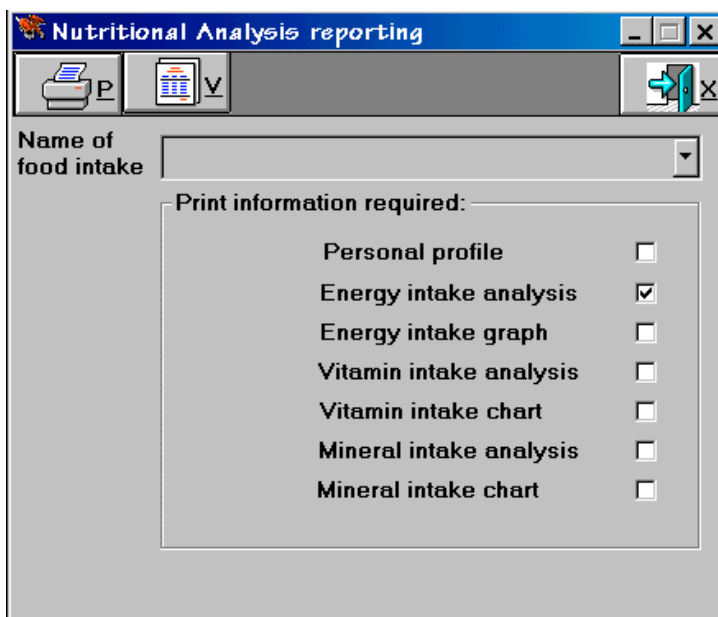 Nutritional Analysis reporting
P V X
Name of
food intake
Print information required:
Personal profile
Energy intake analysis
Energy intake graph
Vitamin intake analysis
Vitamin intake chart
Mineral intake analysis
Mineral intake chart